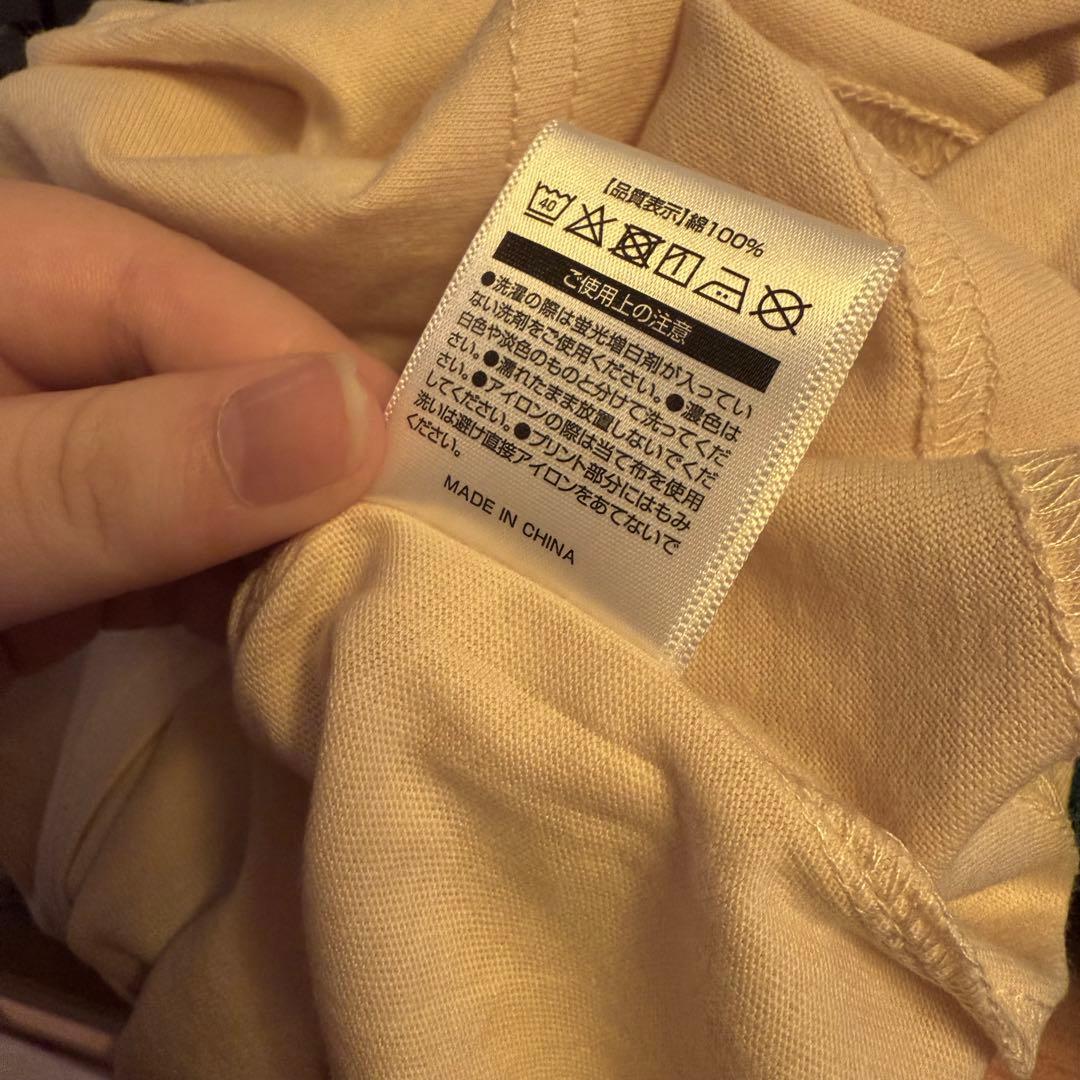 【品質表示】綿100%
40
ご使用上の注意
●洗濯の際は蛍光増白剤が入ってい
ない洗剤をご使用ください。●濃色は
白色や淡色のものと分けて洗ってくだ
さい。●濡れたまま放置しないでくだ
さい。●アイロンの際は当て布を使用
してください。●プリント部分にはもみ
洗いは避け直接アイロンをあてないで
ください。
MADE IN CHINA